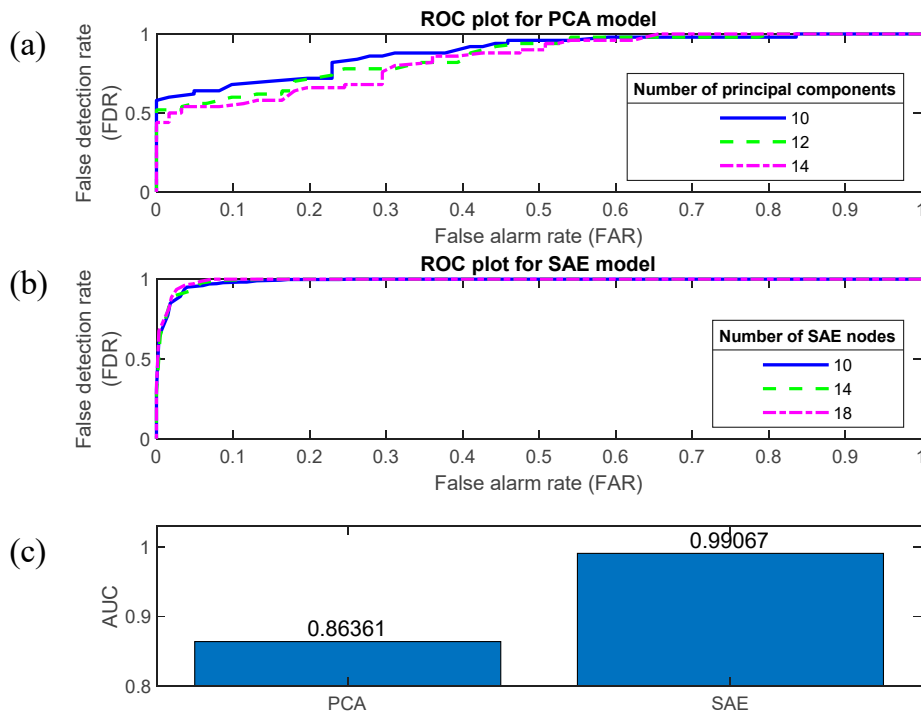 (a)
ROC plot for PCA model
False detection rate
(FDR)
1
0.5
0
Number of principal components
10
12
14
0 0.1 0.2 0.3 0.4 0.5 0.6 0.7 0.8 0.9 1
False alarm rate (FAR)
(b)
ROC plot for SAE model
False detection rate
(FDR)
1
0.5
0
Number of SAE nodes
10
14
18
0 0.1 0.2 0.3 0.4 0.5 0.6 0.7 0.8 0.9 1
False alarm rate (FAR)
(c)
AUC
1
0.9
0.8
0.86361
0.99067
PCA SAE